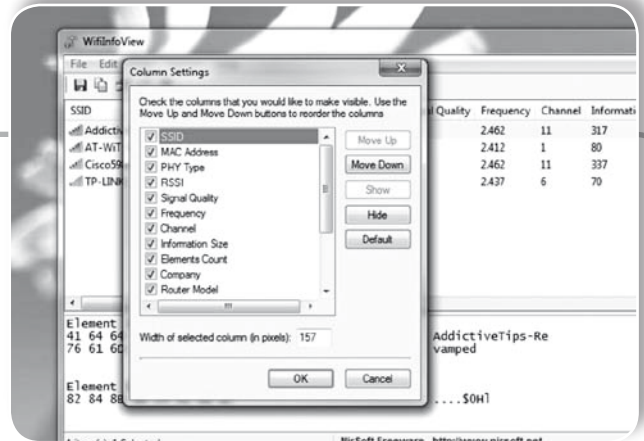 WifiInfoView
File Edit
Column Settings
Check the columns that you would like to make visible. Use the
Move Up and Move Down buttons to reorder the columns
SSID
MAC Address
PHY Type
RSSI
Signal Quality
Frequency
Channel
Information Size
Elements Count
Company
Router Model
Move Up
Move Down
Show
Hide
Default
Width of selected column (in pixels): 157
OK Cancel
SSID Quality Frequency Channel Informati
Addictiv 2.462 11 317
AT-WiT 2.412 1 80
Cisco59 2.462 11 337
TP-LINK 2.437 6 70
Element
41 64 64 AddictiveTips-Re
76 61 6D vamped
Element
82 84 8B ....$0Hl
NirSoft Freeware. http://www.nirsoft.net